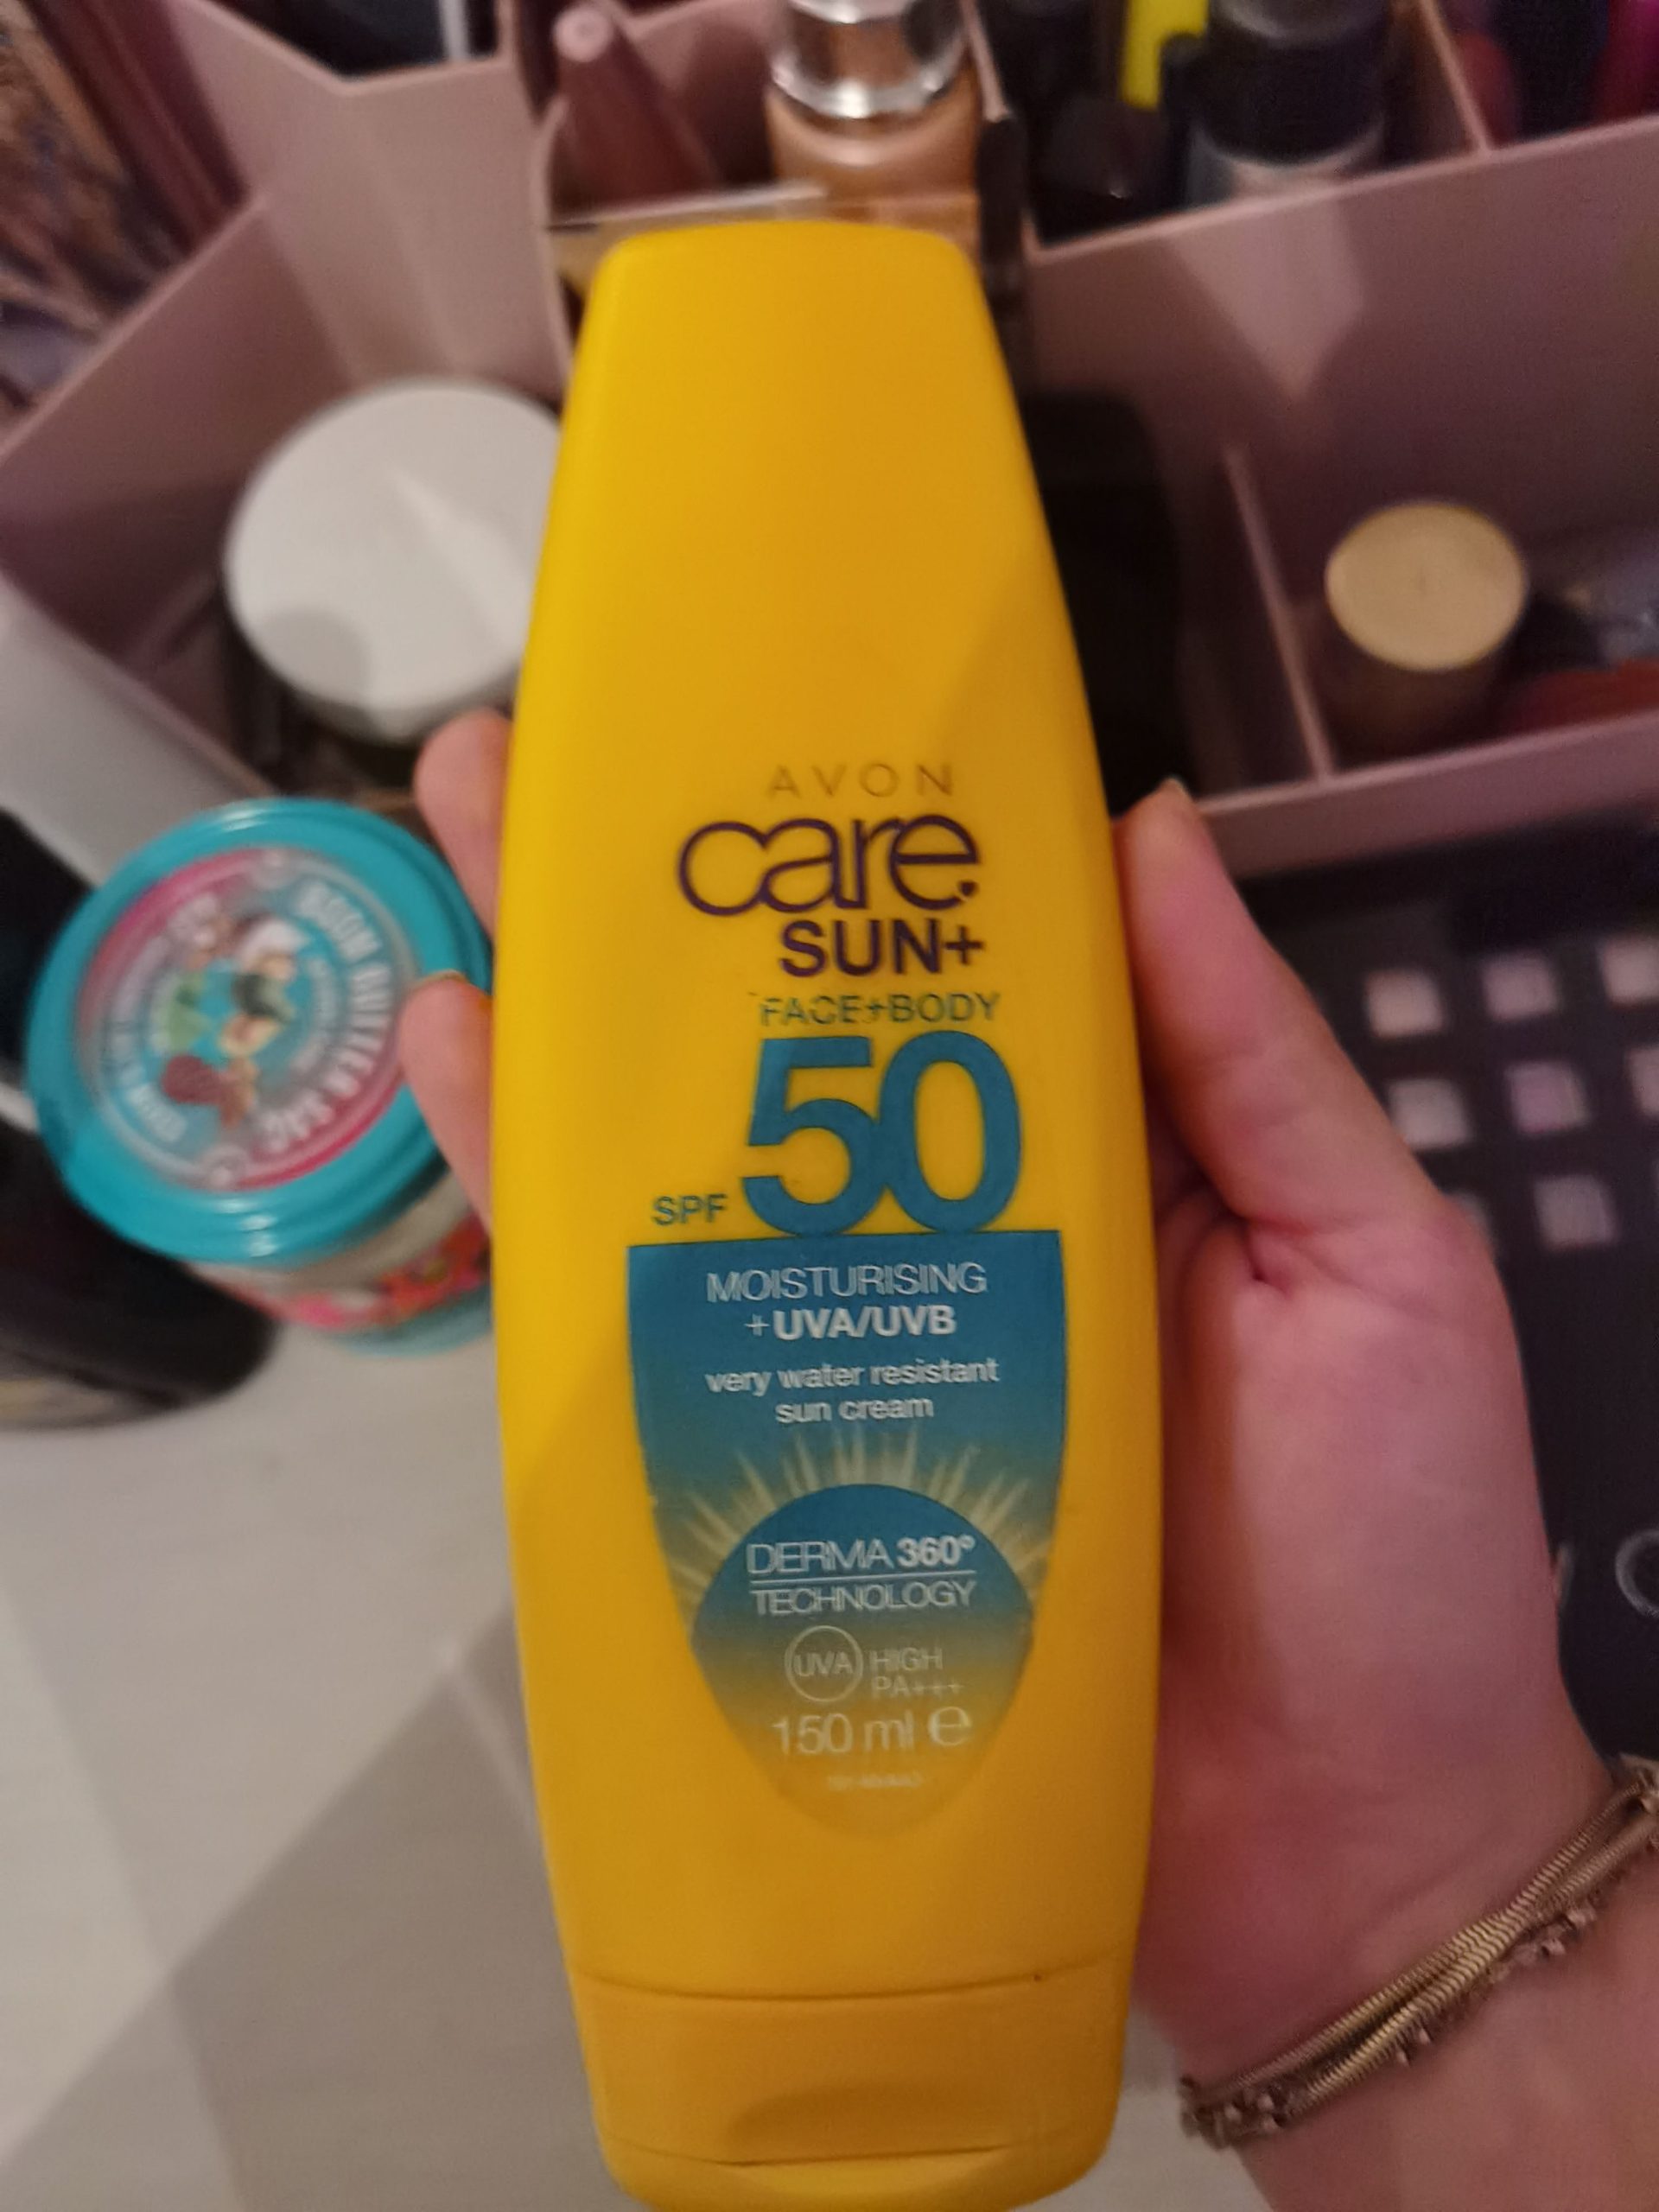 AVON
care.
SUN+
FACE+BODY
SPF 50
MOISTURISING
+UVA/UVB
very water resistant
sun cream
DERMA 360°
TECHNOLOGY
UVA HIGH
PA+++
150 ml e